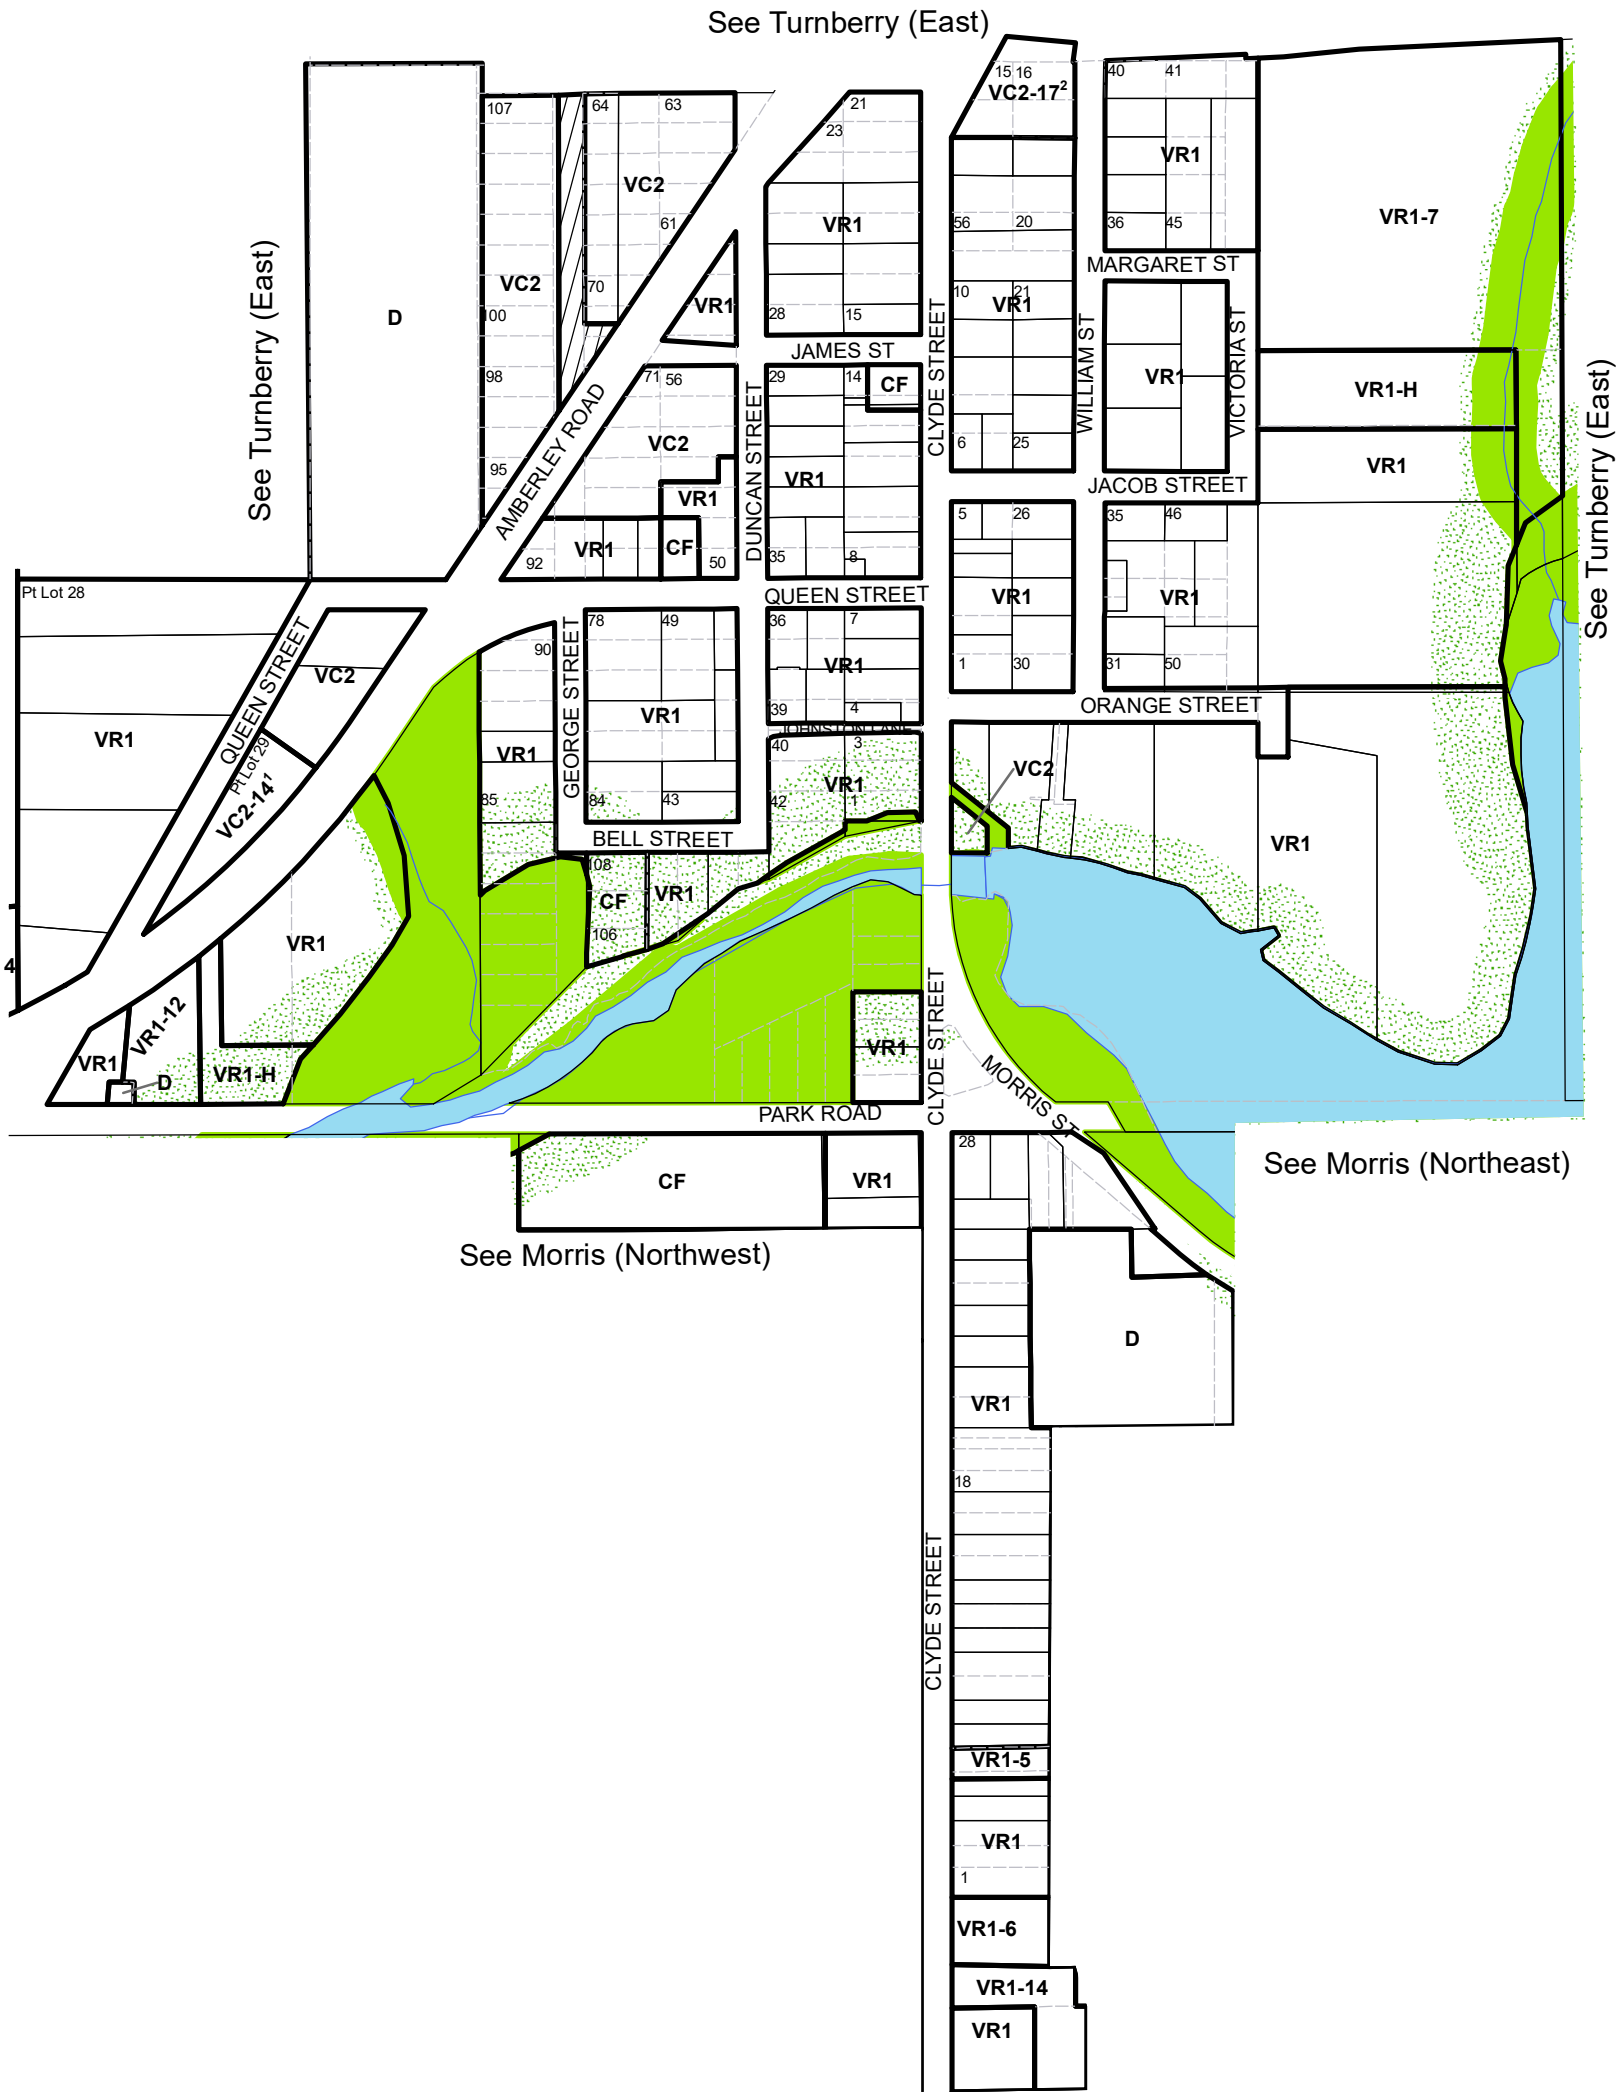 See Turnberry (East)
15 16
VC2-17²
40
41
107
64
63
21
23
VR1
VC2
VR1-7
61
VR1
56
20
36
45
MARGARET ST
See Turnberry (East)
VC2
70
VR1
10
21
VR1
D
100
28
15
JAMES ST
CLYDE STREET
WILLIAM ST
VICTORIA ST
98
71 56
29
14
CF
VR1
VR1-H
See Turnberry (East)
AMBERLEY ROAD
DUNCAN STREET
VC2
6
25
95
VR1
VR1
VR1
JACOB STREET
5
26
35
46
92
VR1
CF
50
35
8
Pt Lot 28
QUEEN STREET
VR1
VR1
QUEEN STREET
GEORGE STREET
78
49
36
7
90
VC2
VR1
1
30
31
50
VR1
39
4
ORANGE STREET
VR1
JOHNSTON LANE
Pt Lot 29
VR1
40
3
VC2-14¹
VC2
VR1
85
84
43
42
1
BELL STREET
VR1
108
CF
VR1
106
VR1
4
CLYDE STREET
VR1-12
VR1
VR1
D
VR1-H
MORRIS ST
PARK ROAD
28
See Morris (Northeast)
CF
VR1
See Morris (Northwest)
D
VR1
18
CLYDE STREET
VR1-5
VR1
1
VR1-6
VR1-14
VR1